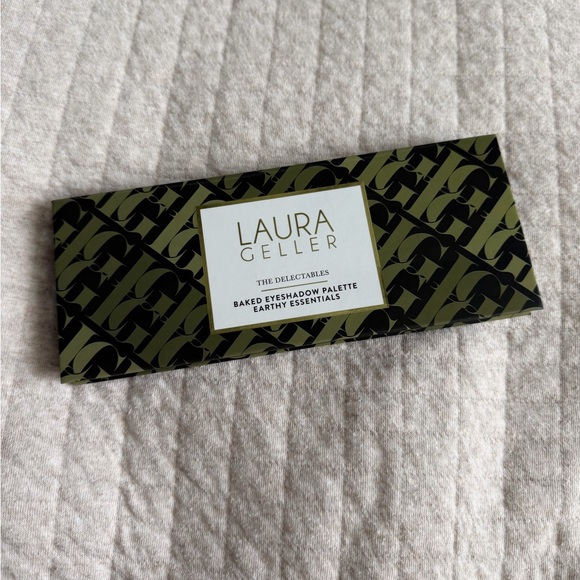 LAURA
GELLER
THE DELECTABLES
BAKED EYESHADOW PALETTE
EARTHY ESSENTIALS